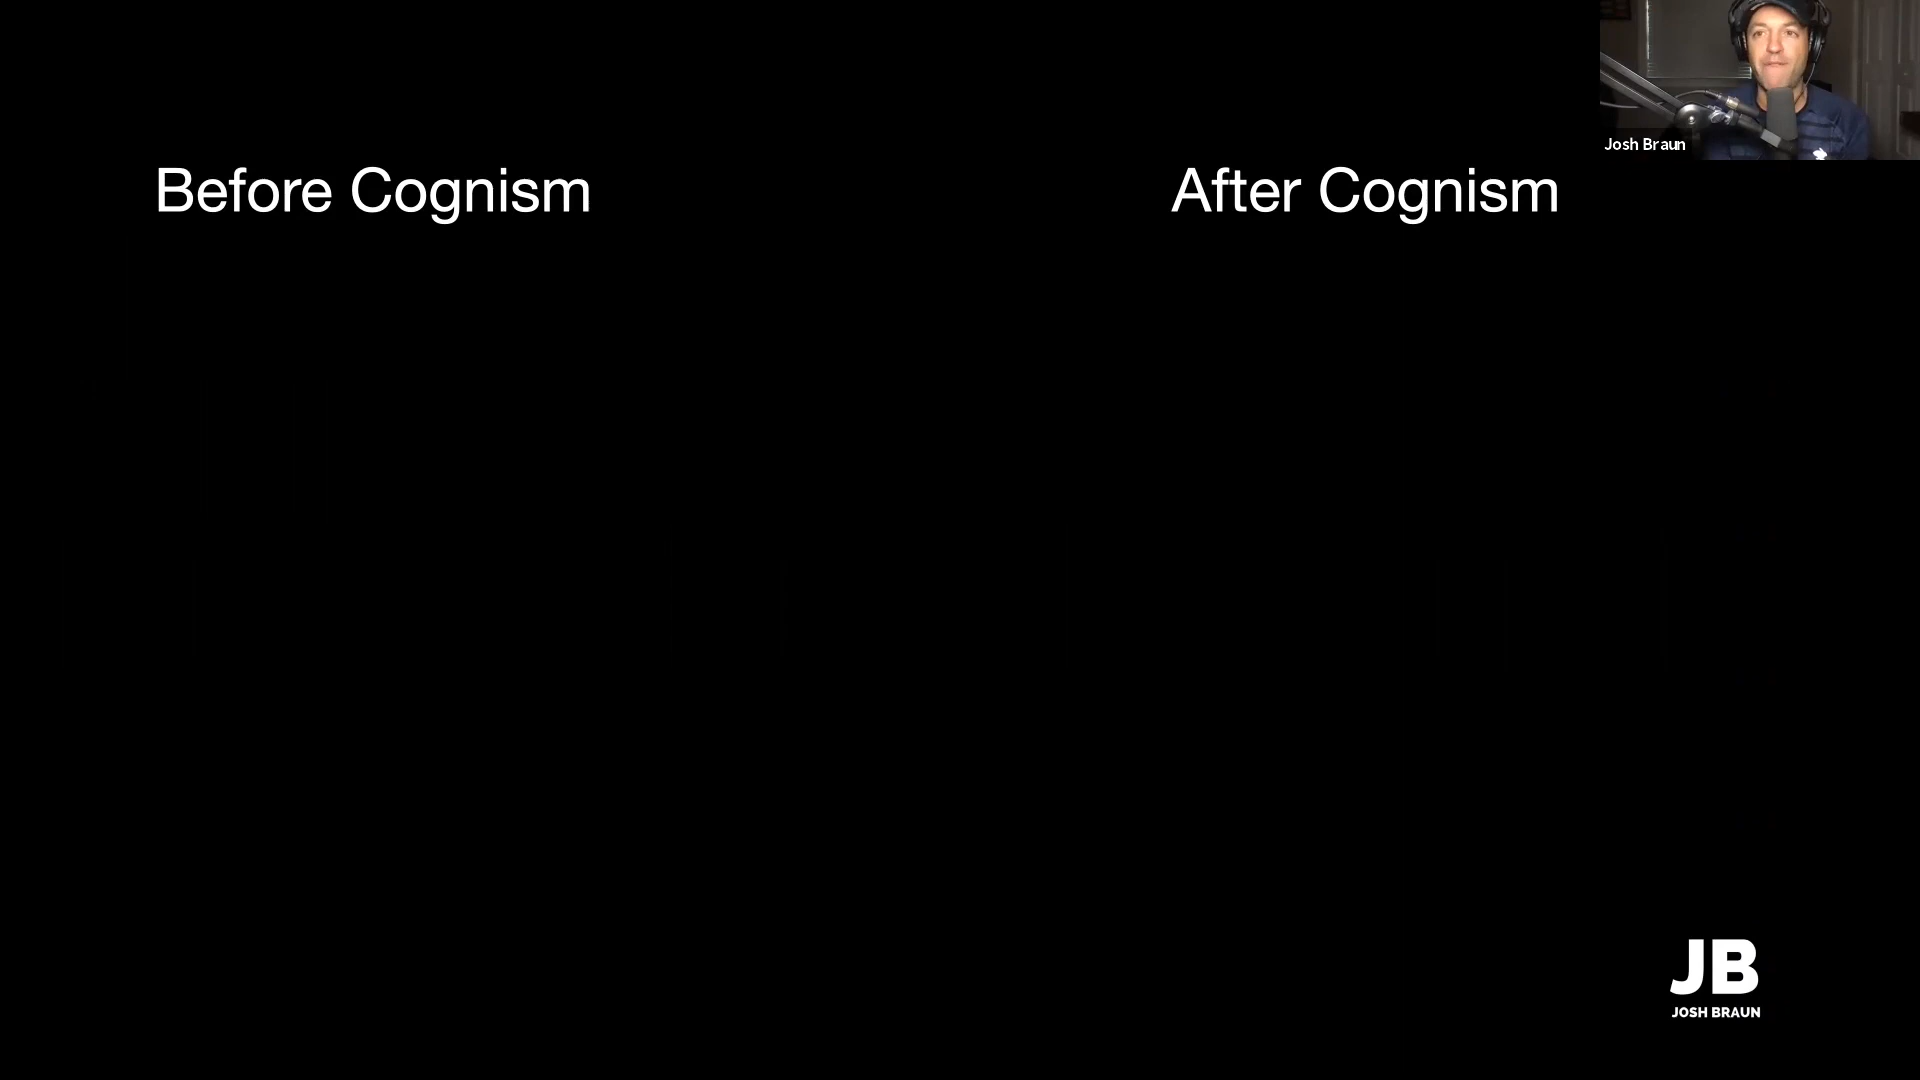 Josh Braun
Before Cognism
After Cognism
JB
JOSH BRAUN